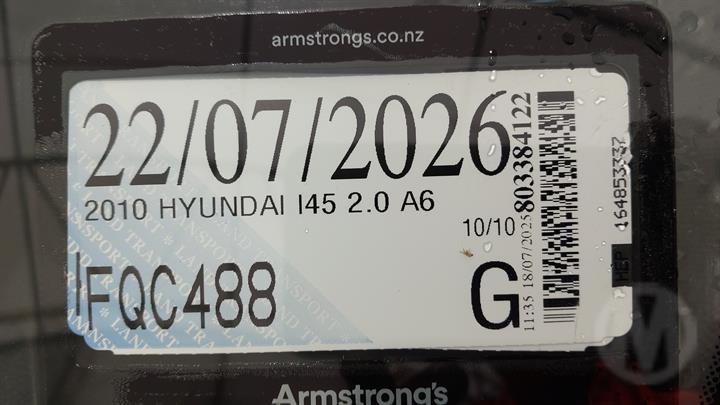 armstrongs.co.nz
22/07/2026
2010 HYUNDAI I45 2.0 A6
10/10
FQC488
G
11:35 18/07/2025
803384122
164853337
Armstrong's